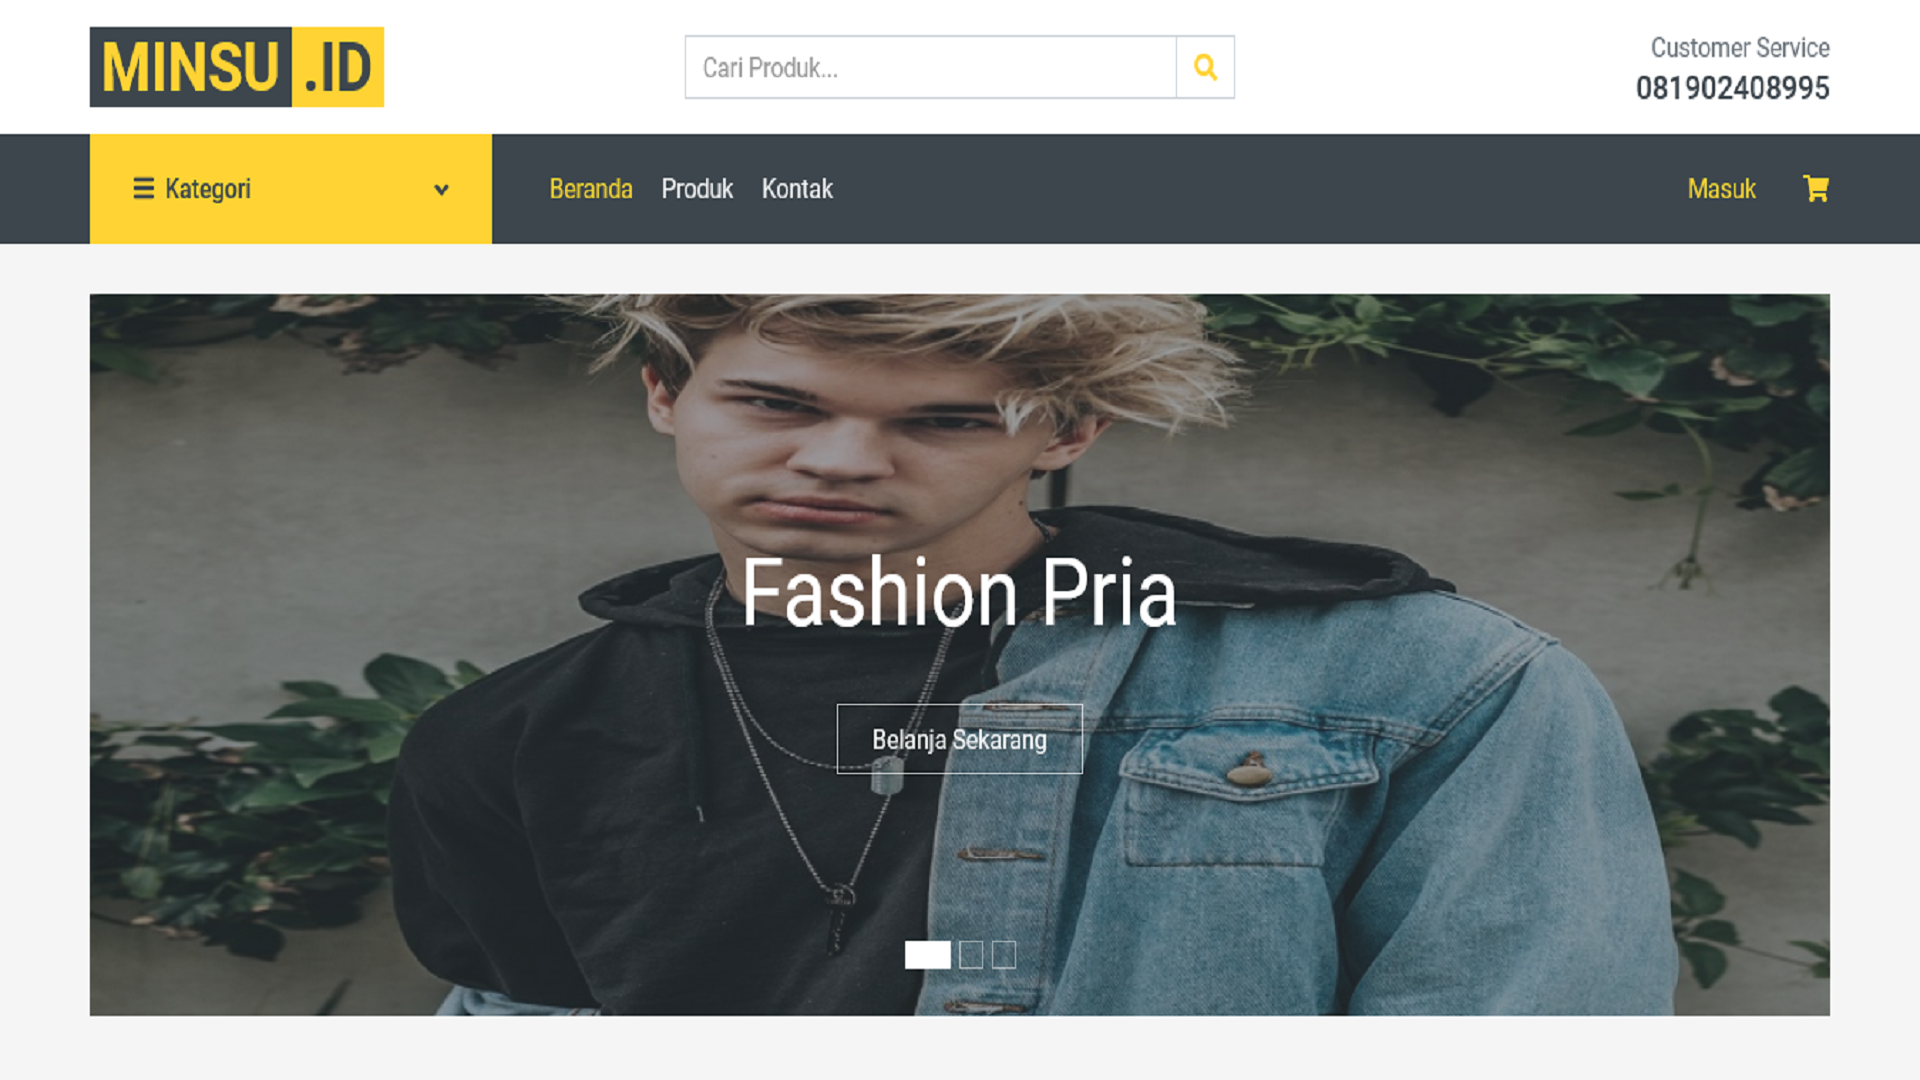 MINSU .ID
Cari Produk...
Customer Service
081902408995
Kategori
Beranda Produk Kontak
Masuk
Fashion Pria
Belanja Sekarang